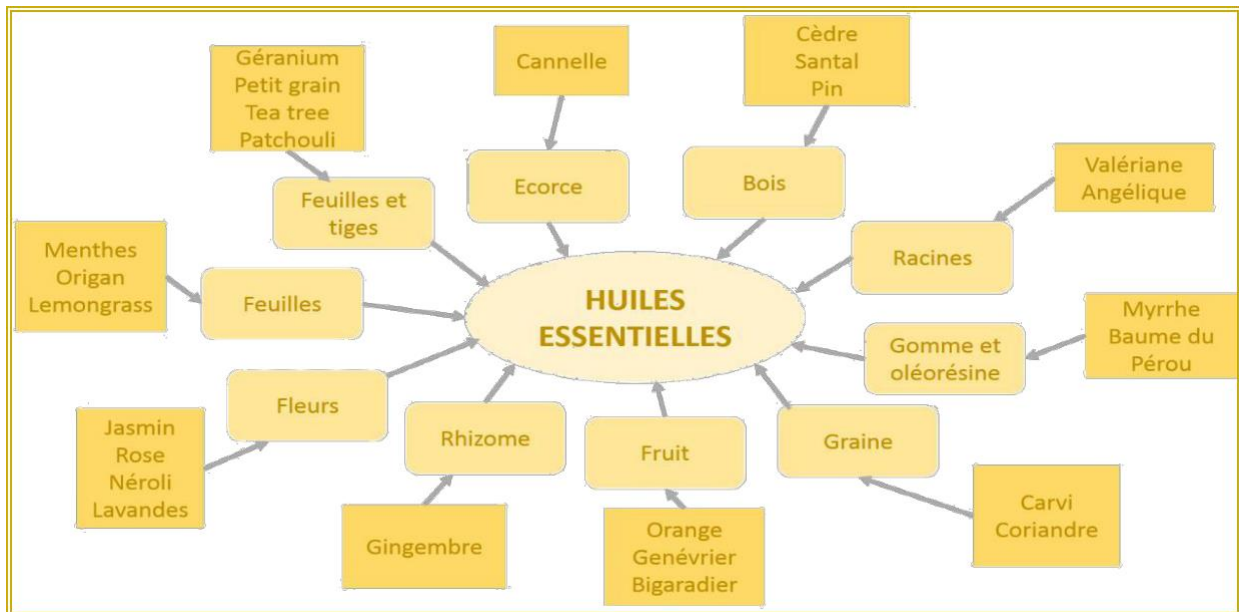 Géranium
Petit grain
Tea tree
Patchouli
Cannelle
Cèdre
Santal
Pin
Feuilles et
tiges
Ecorce
Bois
Valériane
Angélique
Menthes
Origan
Lemongrass
Feuilles
Racines
HUILES
ESSENTIELLES
Gomme et
oléorésine
Myrrhe
Baume du
Pérou
Fleurs
Rhizome
Fruit
Graine
Jasmin
Rose
Néroli
Lavandes
Gingembre
Orange
Genévrier
Bigaradier
Carvi
Coriandre